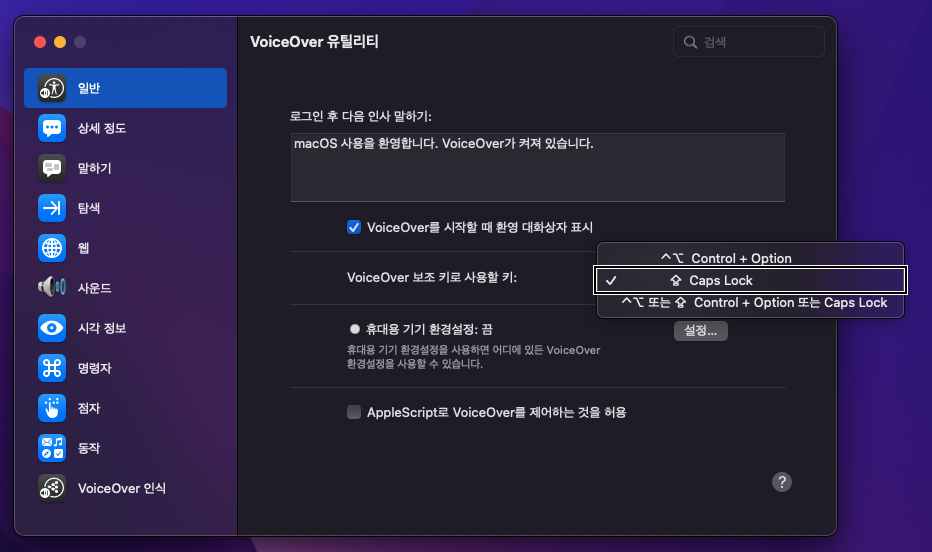 VoiceOver 유틸리티
검색
일반
상세 정도
말하기
탐색
웹
사운드
시각 정보
명령자
점자
동작
VoiceOver 인식
로그인 후 다음 인사 말하기:
macOS 사용을 환영합니다. VoiceOver가 켜져 있습니다.
VoiceOver를 시작할 때 환영 대화상자 표시
VoiceOver 보조 키로 사용할 키:
⌃⌥ Control + Option
✓ ⇪ Caps Lock
⌃⌥ 또는 ⇪ Control + Option 또는 Caps Lock
휴대용 기기 환경설정: 끔
설정...
휴대용 기기 환경설정을 사용하면 어디에 있든 VoiceOver
환경설정을 사용할 수 있습니다.
AppleScript로 VoiceOver를 제어하는 것을 허용
?